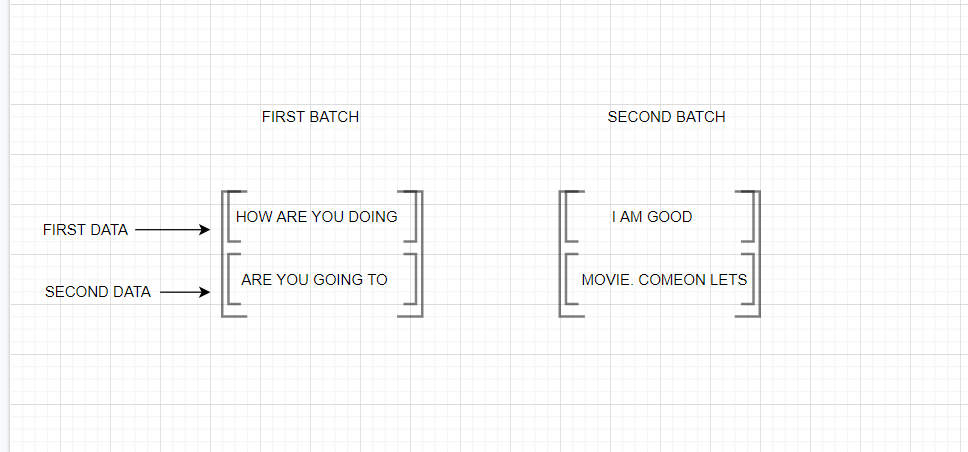 FIRST BATCH
SECOND BATCH
FIRST DATA
HOW ARE YOU DOING
I AM GOOD
SECOND DATA
ARE YOU GOING TO
MOVIE. COMEON LETS